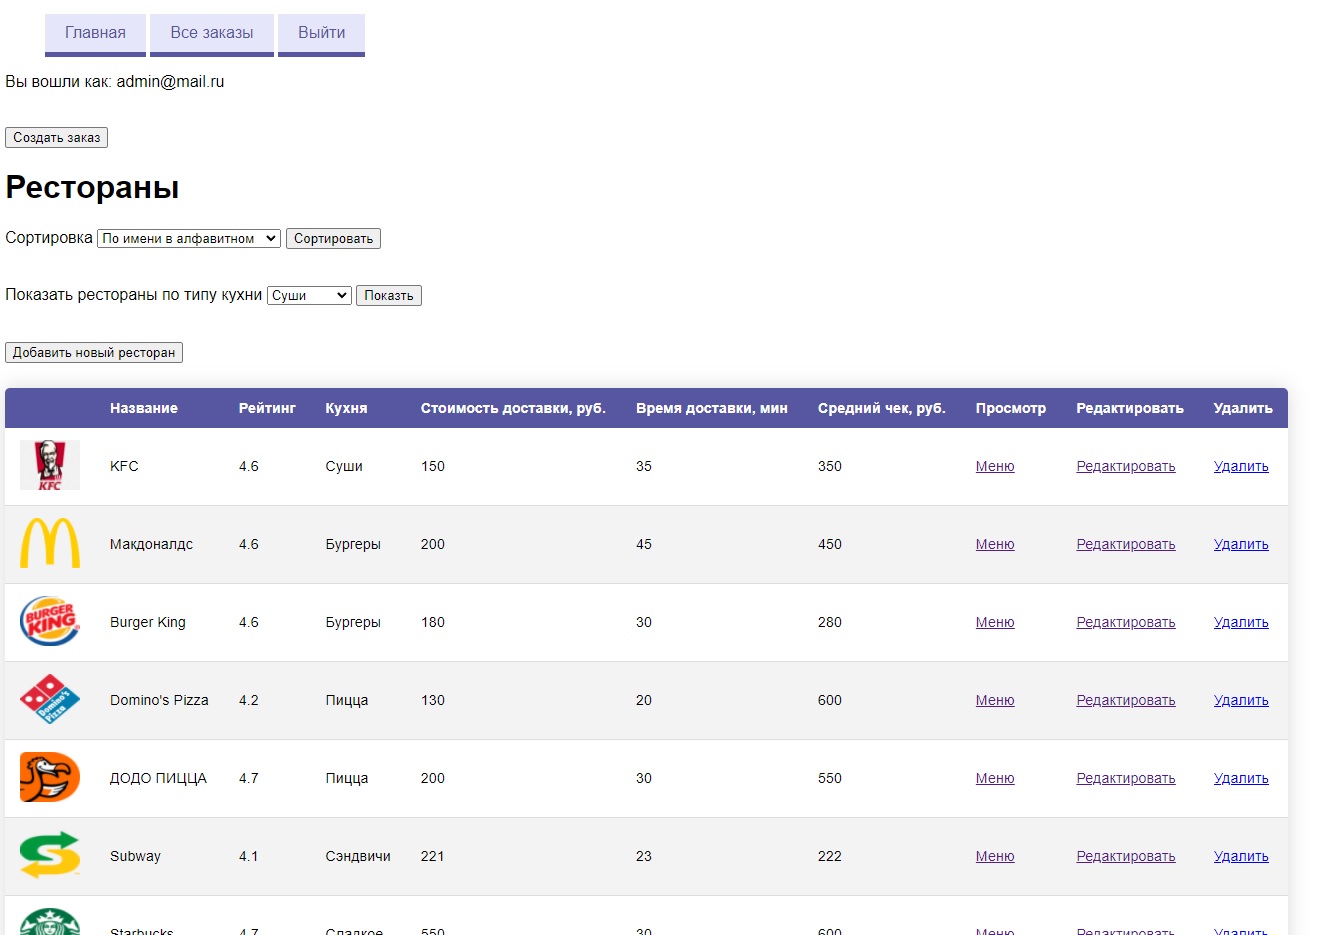 Главная Все заказы Выйти
Вы вошли как: admin@mail.ru
Создать заказ
Рестораны
Сортировка По имени в алфавитном Сортировать
Показать рестораны по типу кухни Суши Показть
Добавить новый ресторан
Название Рейтинг Кухня Стоимость доставки, руб. Время доставки, мин Средний чек, руб. Просмотр Редактировать Удалить
KFC KFC 4.6 Суши 150 35 350 Меню Редактировать Удалить
Макдоналдс 4.6 Бургеры 200 45 450 Меню Редактировать Удалить
BURGER KING Burger King 4.6 Бургеры 180 30 280 Меню Редактировать Удалить
Domino's Pizza Domino's Pizza 4.2 Пицца 130 20 600 Меню Редактировать Удалить
ДОДО ПИЦЦА 4.7 Пицца 200 30 550 Меню Редактировать Удалить
Subway 4.1 Сэндвичи 221 23 222 Меню Редактировать Удалить
Starbucks 4.7 Сладкое 550 30 600 Меню Редактировать Удалить